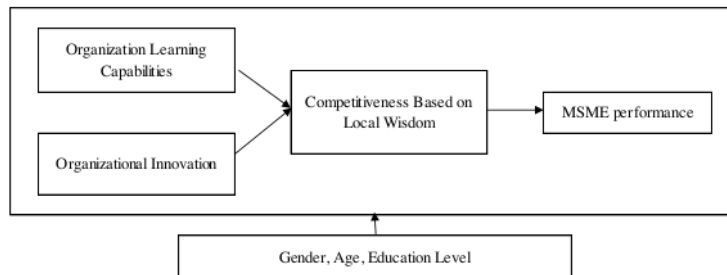 Organization Learning
Capabilities
Competitiveness Based on
Local Wisdom
MSME performance
Organizational Innovation
Gender, Age, Education Level